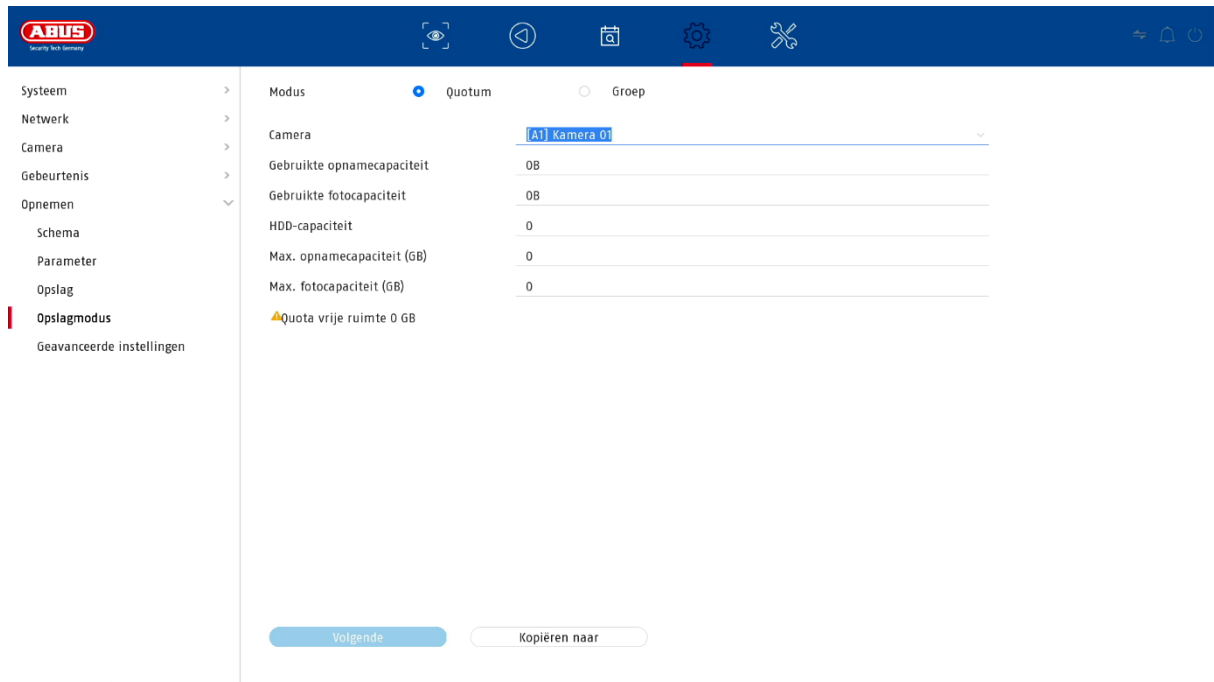 ABUS
Security Tech Germany
Systeem
Netwerk
Camera
Gebeurtenis
Opnemen
Schema
Parameter
Opslag
Opslagmodus
Geavanceerde instellingen
Modus Quotum Groep
Camera [A1] Kamera 01
Gebruikte opnamecapaciteit 0B
Gebruikte fotocapaciteit 0B
HDD-capaciteit 0
Max. opnamecapaciteit (GB) 0
Max. fotocapaciteit (GB) 0
Quota vrije ruimte 0 GB
Volgende Kopiëren naar